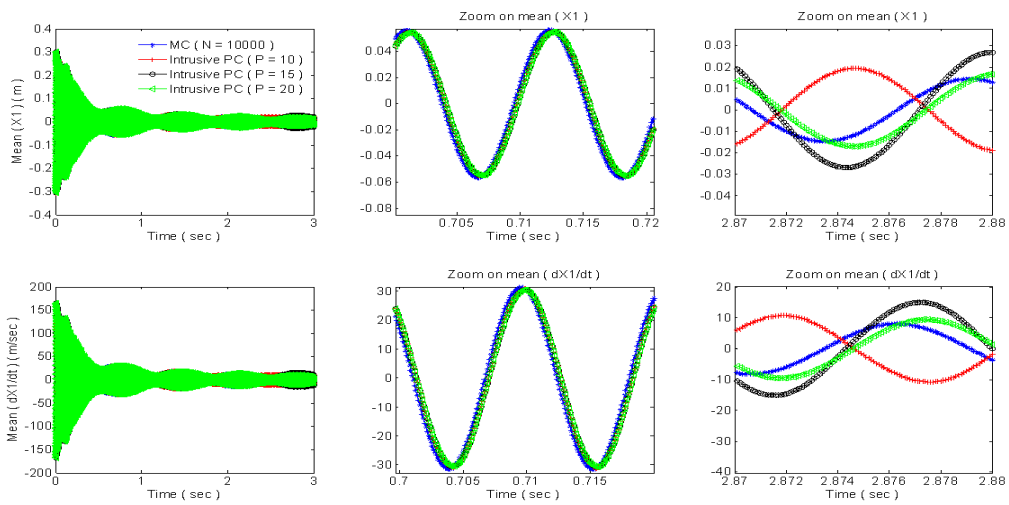 Mean ( X1 ) ( m )
0.4
0.3
0.2
0.1
0
-0.1
-0.2
-0.3
-0.4
MC ( N = 10000 )
Intrusive PC ( P = 10 )
Intrusive PC ( P = 15 )
Intrusive PC ( P = 20 )
0 1 2 3
Time ( sec )
Zoom on mean ( X1 )
0.04
0.02
0
-0.02
-0.04
-0.06
-0.08
0.705 0.71 0.715 0.72
Time ( sec )
Zoom on mean ( X1 )
0.03
0.02
0.01
0
-0.01
-0.02
-0.03
-0.04
2.87 2.872 2.874 2.876 2.878 2.88
Time ( sec )
Mean ( dX1/dt ) ( m/sec )
200
150
100
50
0
-50
-100
-150
-200
0 1 2 3
Time ( sec )
Zoom on mean ( dX1/dt )
30
20
10
0
-10
-20
-30
0.7 0.705 0.71 0.715
Time ( sec )
Zoom on mean ( dX1/dt )
20
10
0
-10
-20
-30
-40
2.87 2.872 2.874 2.876 2.878 2.88
Time ( sec )